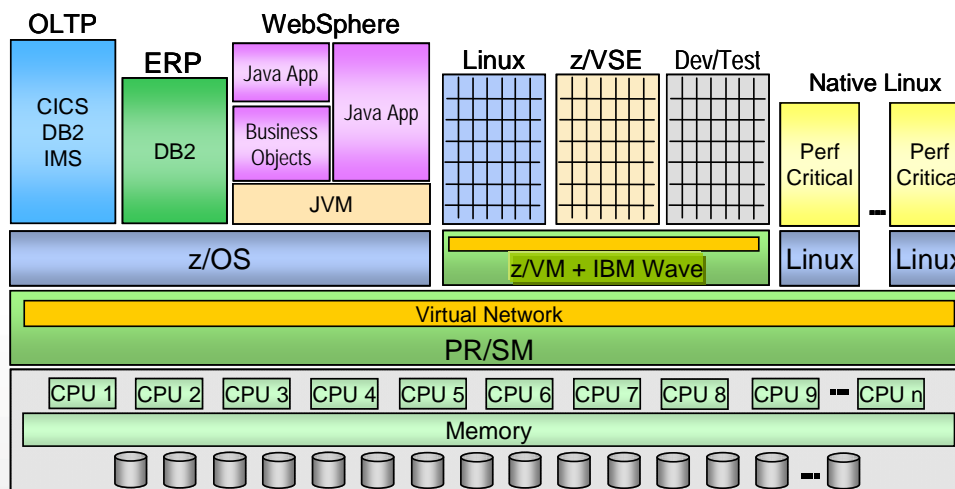 OLTP
CICS
DB2
IMS
ERP
DB2
WebSphere
Java App
Business
Objects
Java App
JVM
Linux
z/VSE
Dev/Test
Native Linux
Perf
Critical
...
Perf
Critical
z/OS
z/VM + IBM Wave
Linux
Linux
Virtual Network
PR/SM
CPU 1
CPU 2
CPU 3
CPU 4
CPU 5
CPU 6
CPU 7
CPU 8
CPU 9
...
CPU n
Memory
...